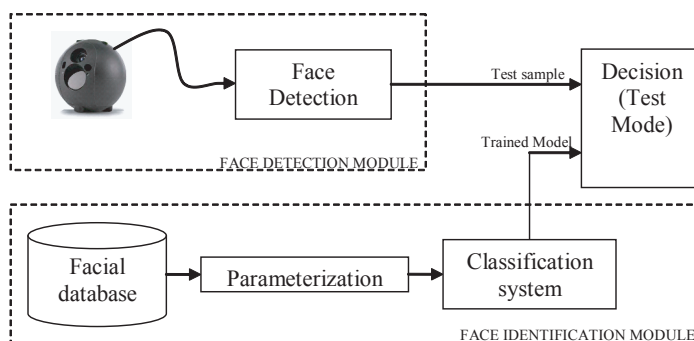 Face
Detection
Test sample
Decision
(Test
Mode)
FACE DETECTION MODULE
Trained Model
Facial
database
Parameterization
Classification
system
FACE IDENTIFICATION MODULE